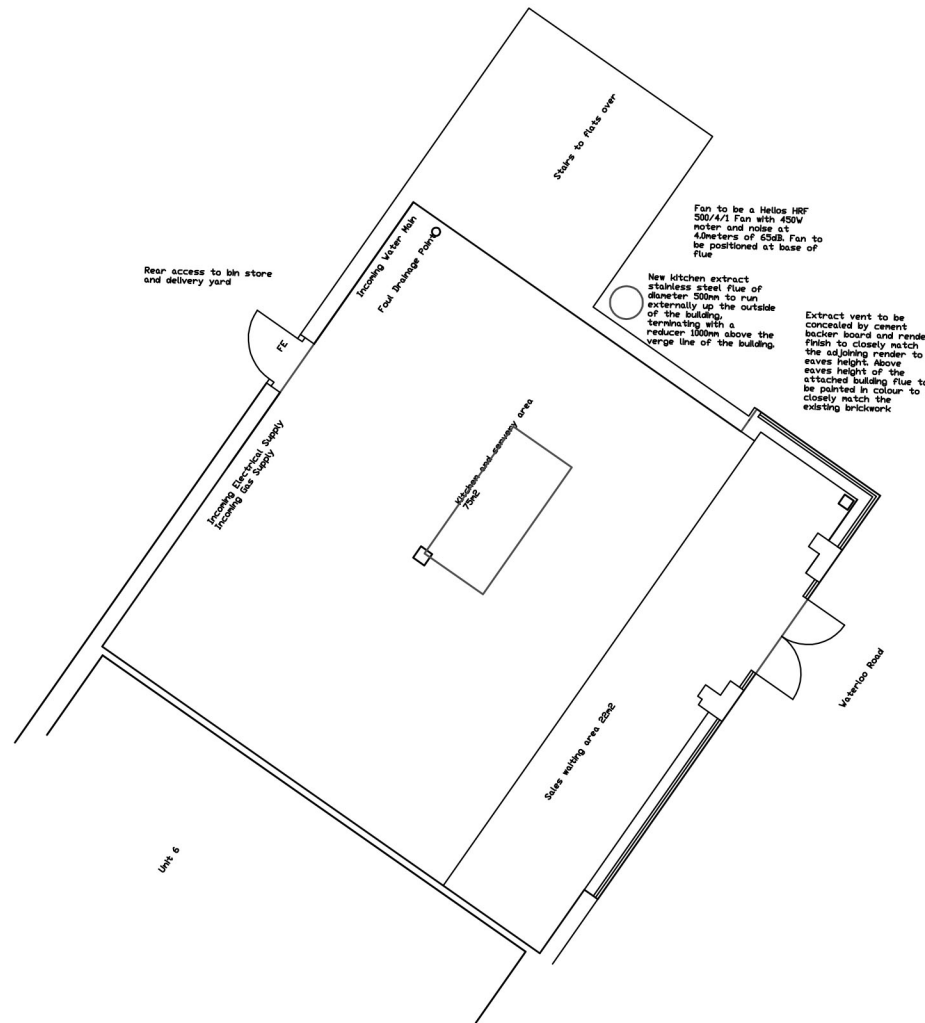 Stairs to flats over
Fan to be a Helios HRF
500/4/1 Fan with 450W
moter and noise at
4.0meters of 65dB. Fan to
be positioned at base of
flue
Incoming Water Main
Foul Drainage Point
Rear access to bin store
and delivery yard
New kitchen extract
stainless steel flue of
diameter 500mm to run
externally up the outside
of the building,
terminating with a
reducer 1000mm above the
verge line of the building.
Extract vent to be
concealed by cement
backer board and rende
finish to closely match
the adjoining render to
eaves height. Above
eaves height of the
attached building flue to
be painted in colour to
closely match the
existing brickwork
FE
Incoming Electrical Supply
Incoming Gas Supply
Kitchen and servery area
75m2
Waterloo Road
Sales waiting area 22m2
Unit 6